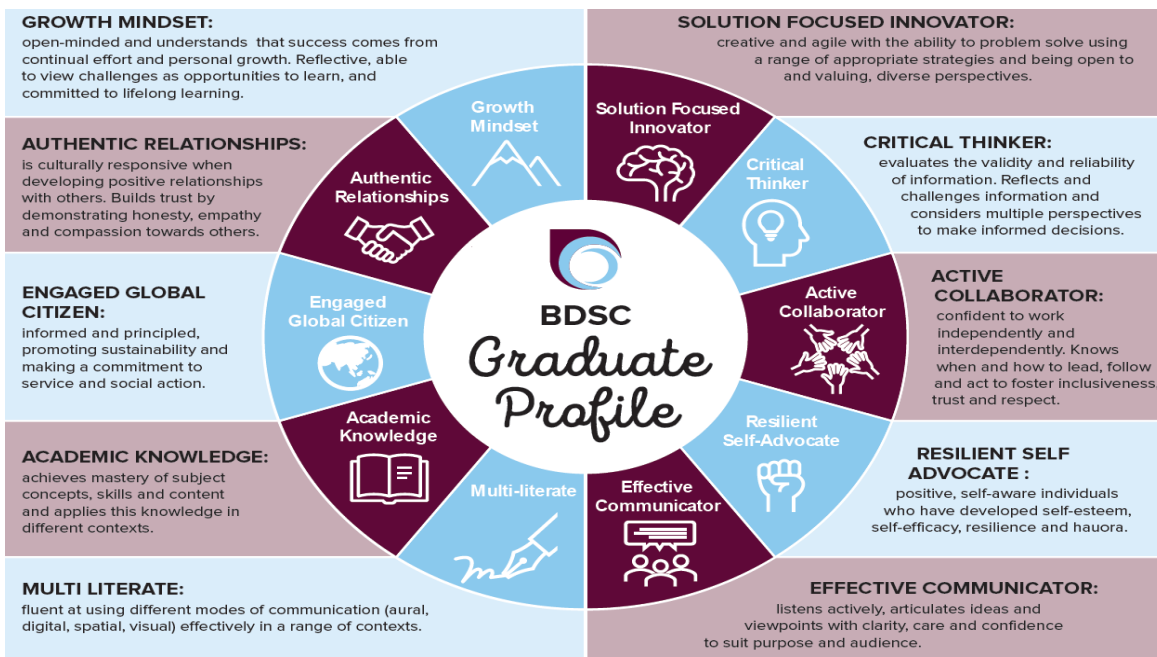 GROWTH MINDSET:
open-minded and understands that success comes from
continual effort and personal growth. Reflective, able
to view challenges as opportunities to learn, and
committed to lifelong learning.
AUTHENTIC RELATIONSHIPS:
is culturally responsive when
developing positive relationships
with others. Builds trust by
demonstrating honesty, empathy
and compassion towards others.
ENGAGED GLOBAL
CITIZEN:
informed and principled,
promoting sustainability and
making a commitment to
service and social action.
ACADEMIC KNOWLEDGE:
achieves mastery of subject
concepts, skills and content
and applies this knowledge in
different contexts.
MULTI LITERATE:
fluent at using different modes of communication (aural,
digital, spatial, visual) effectively in a range of contexts.
Growth
Mindset
Solution Focused
Innovator
Authentic
Relationships
Critical
Thinker
Engaged
Global Citizen
Active
Collaborator
Academic
Knowledge
Resilient
Self-Advocate
Multi-literate
Effective
Communicator
BDSC
Graduate
Profile
SOLUTION FOCUSED INNOVATOR:
creative and agile with the ability to problem solve using
a range of appropriate strategies and being open to
and valuing, diverse perspectives.
CRITICAL THINKER:
evaluates the validity and reliability
of information. Reflects and
challenges information and
considers multiple perspectives
to make informed decisions.
ACTIVE
COLLABORATOR:
confident to work
independently and
interdependently. Knows
when and how to lead, follow
and act to foster inclusiveness
trust and respect.
RESILIENT SELF
ADVOCATE :
positive, self-aware individuals
who have developed self-esteem,
self-efficacy, resilience and hauora.
EFFECTIVE COMMUNICATOR:
listens actively, articulates ideas and
viewpoints with clarity, care and confidence
to suit purpose and audience.